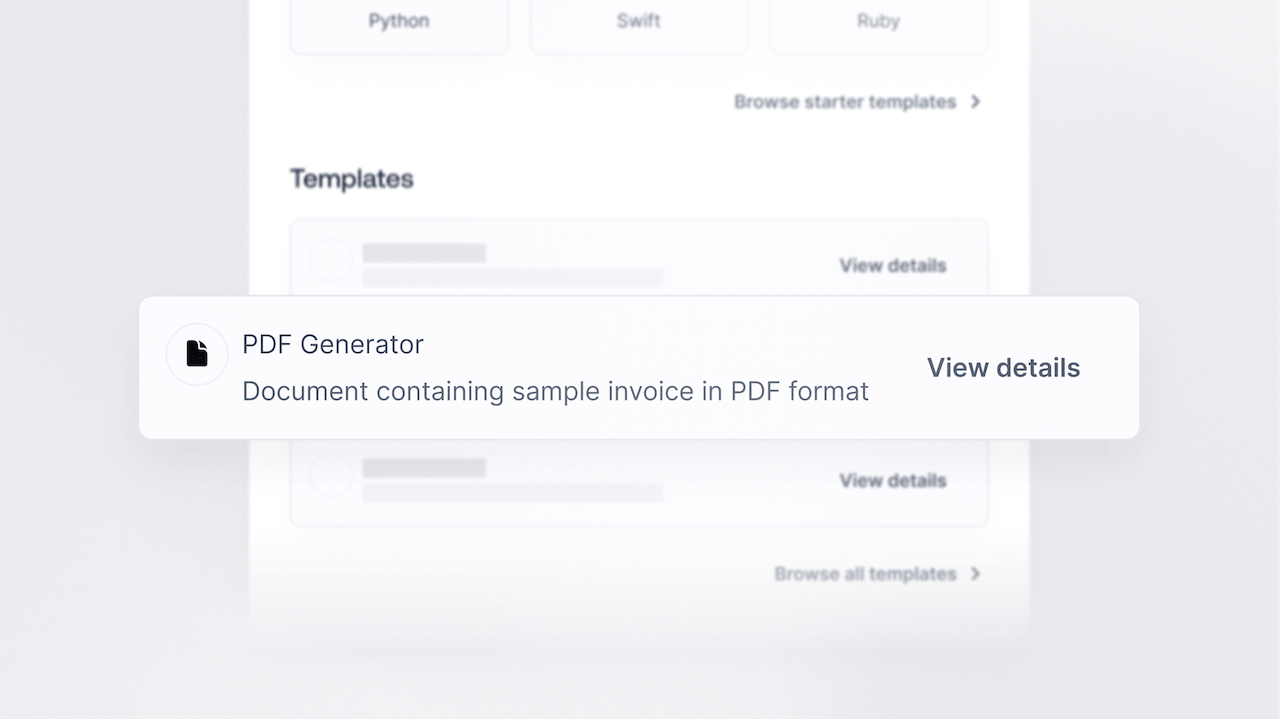 Python
Swift
Ruby
Browse starter templates
Templates
View details
PDF Generator
Document containing sample invoice in PDF format
View details
View details
Browse all templates